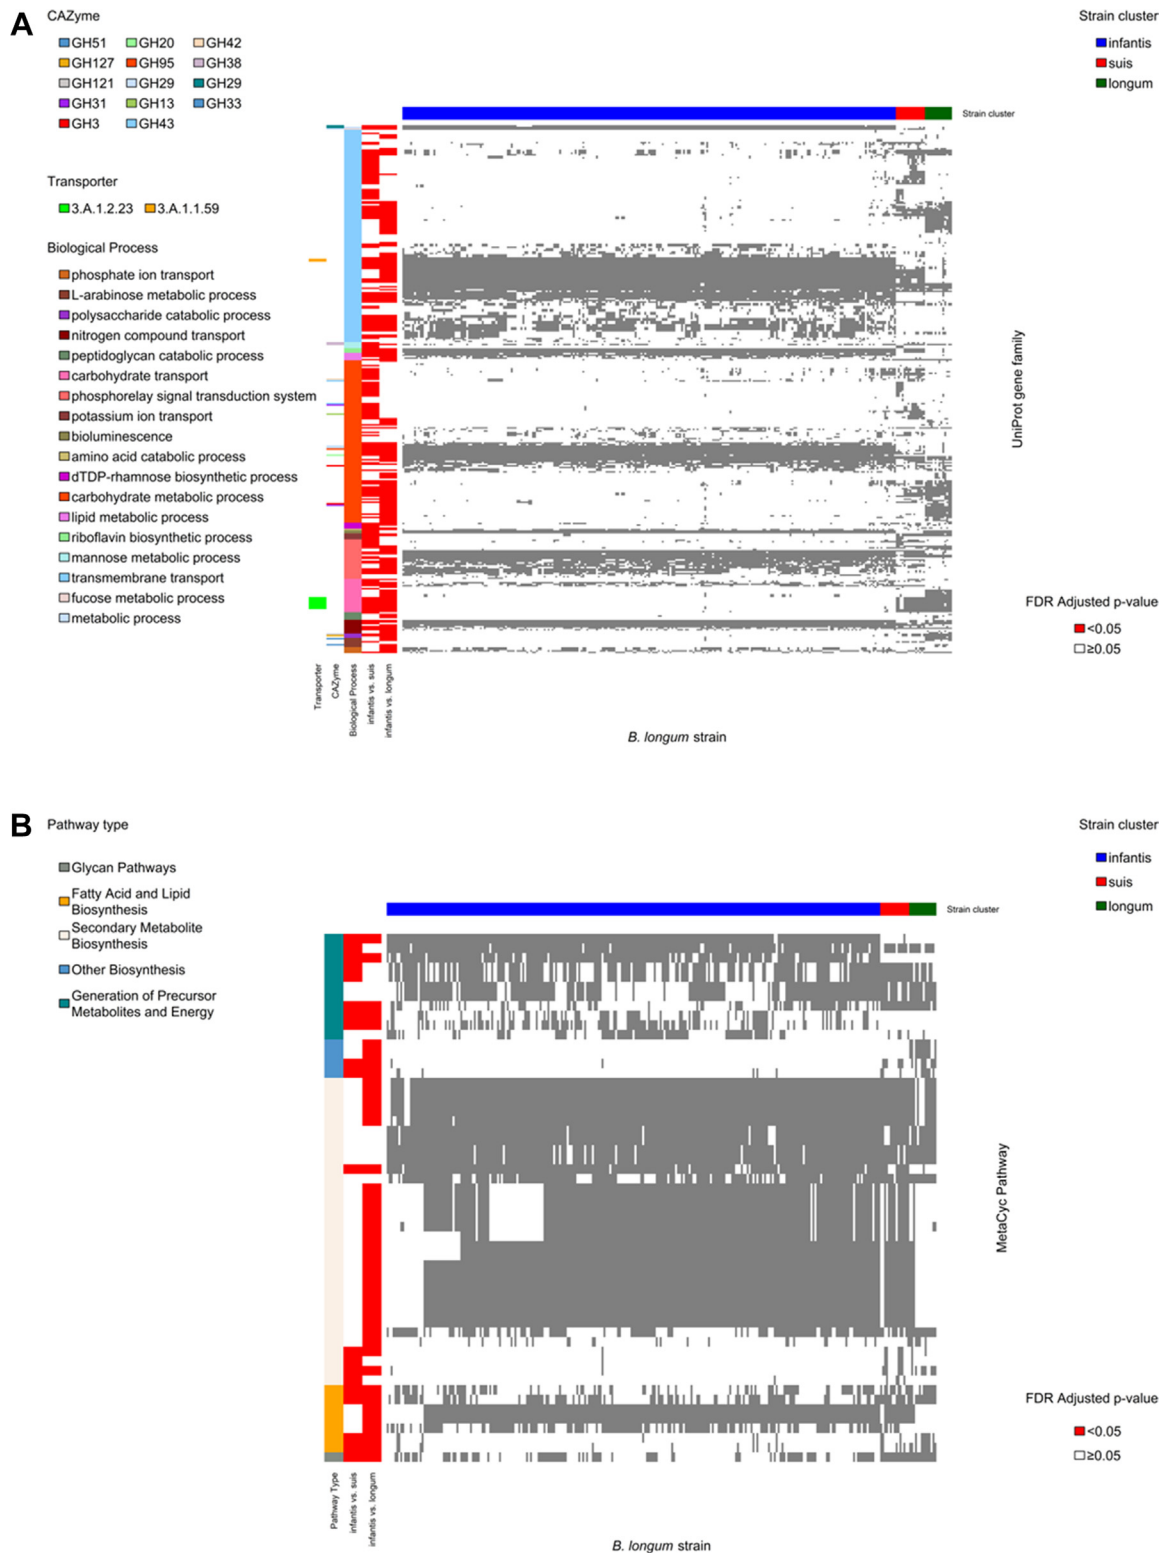 A
CAZyme
GH51 GH20 GH42
GH127 GH95 GH38
GH121 GH29 GH29
GH31 GH13 GH33
GH3 GH43
Transporter
3.A.1.2.23 3.A.1.1.59
Biological Process
phosphate ion transport
L-arabinose metabolic process
polysaccharide catabolic process
nitrogen compound transport
peptidoglycan catabolic process
carbohydrate transport
phosphorelay signal transduction system
potassium ion transport
bioluminescence
amino acid catabolic process
dTDP-rhamnose biosynthetic process
carbohydrate metabolic process
lipid metabolic process
riboflavin biosynthetic process
mannose metabolic process
transmembrane transport
fucose metabolic process
metabolic process
Strain cluster
infantis
suis
longum
Strain cluster
UniProt gene family
FDR Adjusted p-value
<0.05
≥0.05
Transporter
CAZyme
Biological Process
infantis vs. suis
infantis vs. longum
B. longum strain
B
Pathway type
Glycan Pathways
Fatty Acid and Lipid
Biosynthesis
Secondary Metabolite
Biosynthesis
Other Biosynthesis
Generation of Precursor
Metabolites and Energy
Strain cluster
infantis
suis
longum
Strain cluster
MetaCyc Pathway
FDR Adjusted p-value
<0.05
≥0.05
Pathway Type
infantis vs. suis
infantis vs. longum
B. longum strain